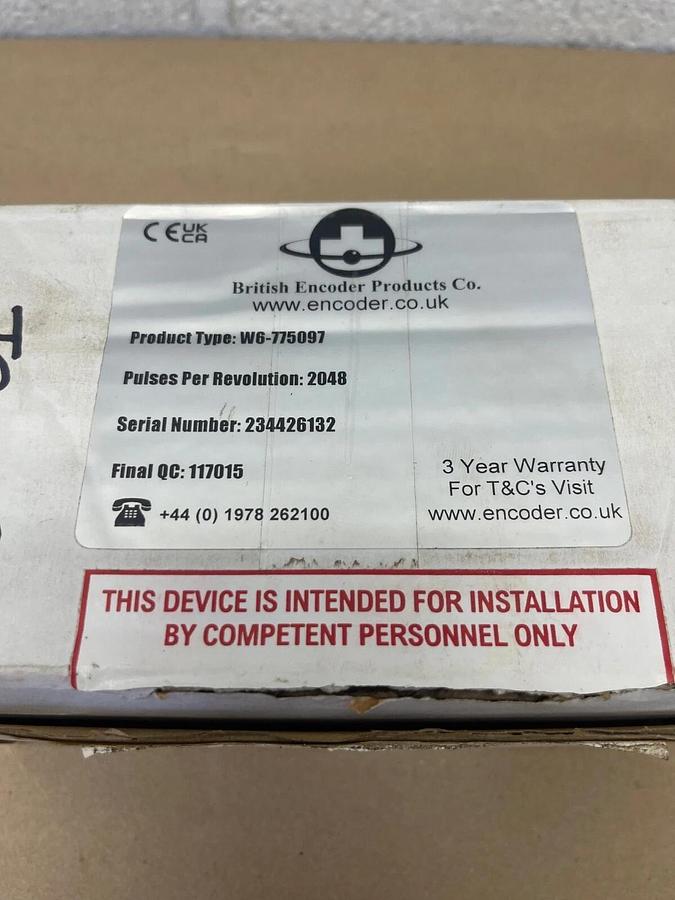 CE UK
CA
British Encoder Products Co.
www.encoder.co.uk
Product Type: W6-775097
Pulses Per Revolution: 2048
Serial Number: 234426132
Final QC: 117015
+44 (0) 1978 262100
3 Year Warranty
For T&C's Visit
www.encoder.co.uk
THIS DEVICE IS INTENDED FOR INSTALLATION
BY COMPETENT PERSONNEL ONLY